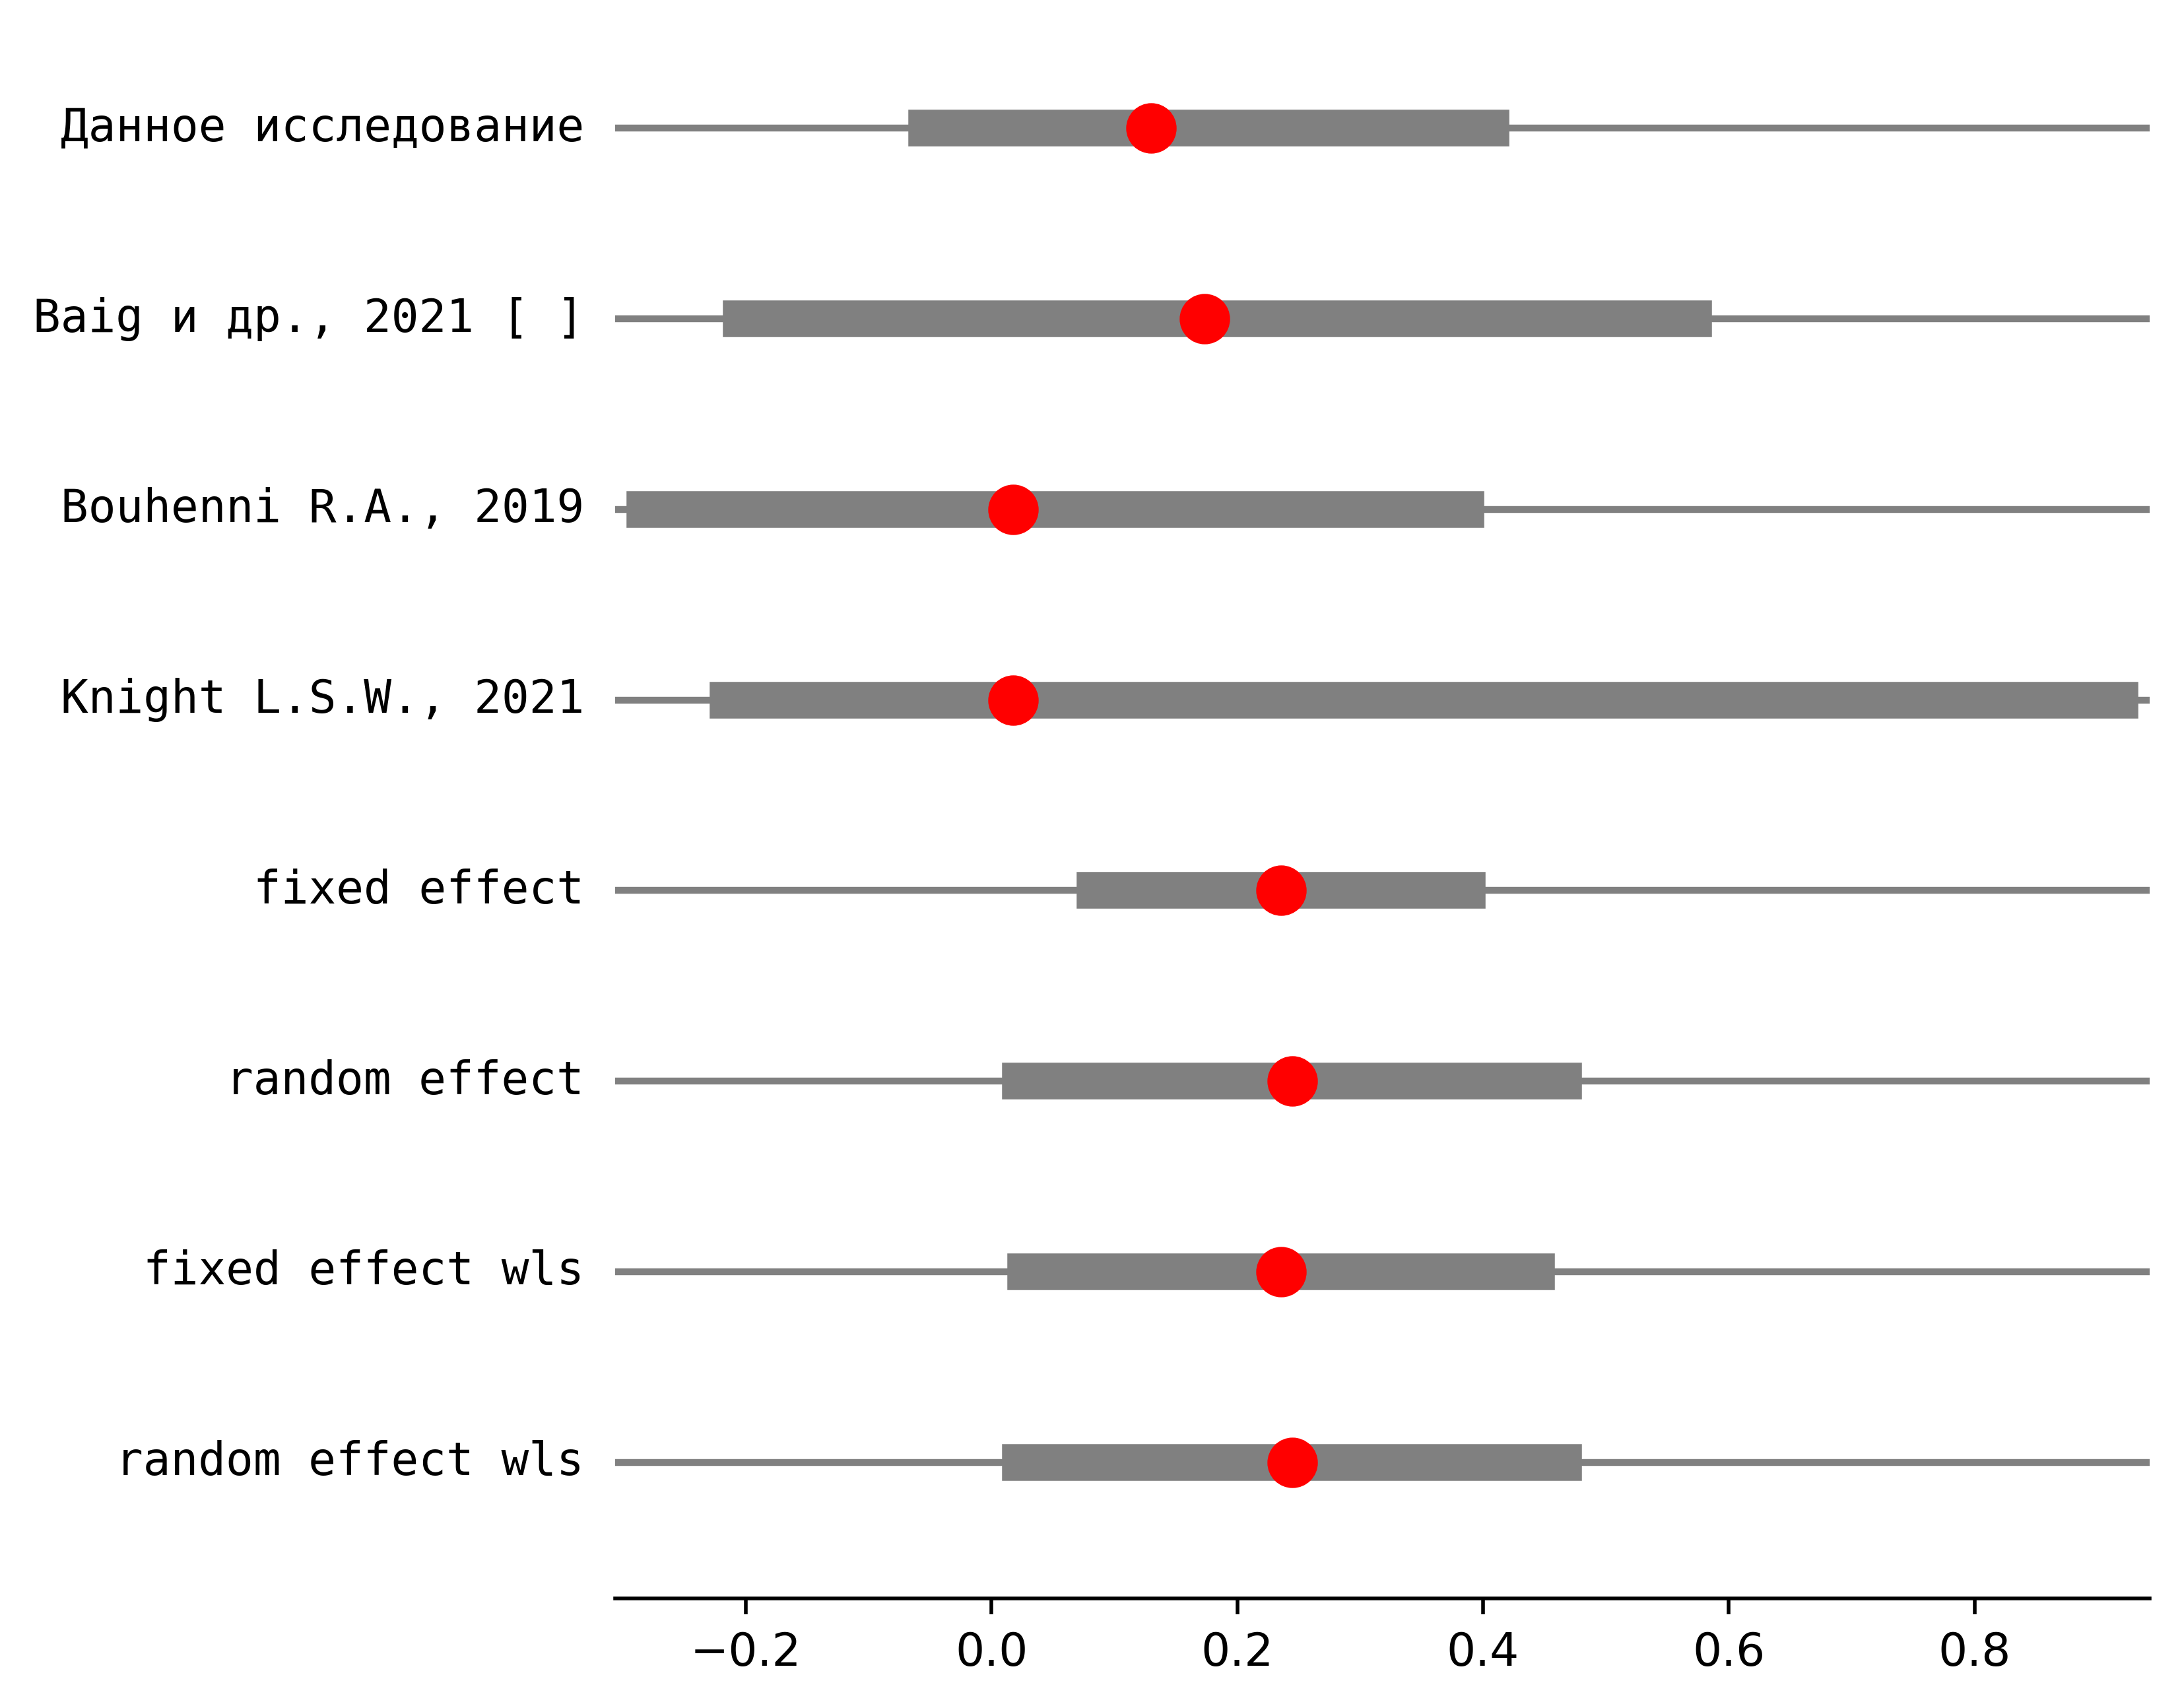 Данное исследование
Baig и др., 2021 [ ]
Bouhenni R.A., 2019
Knight L.S.W., 2021
fixed effect
random effect
fixed effect wls
random effect wls
−0.2 0.0 0.2 0.4 0.6 0.8